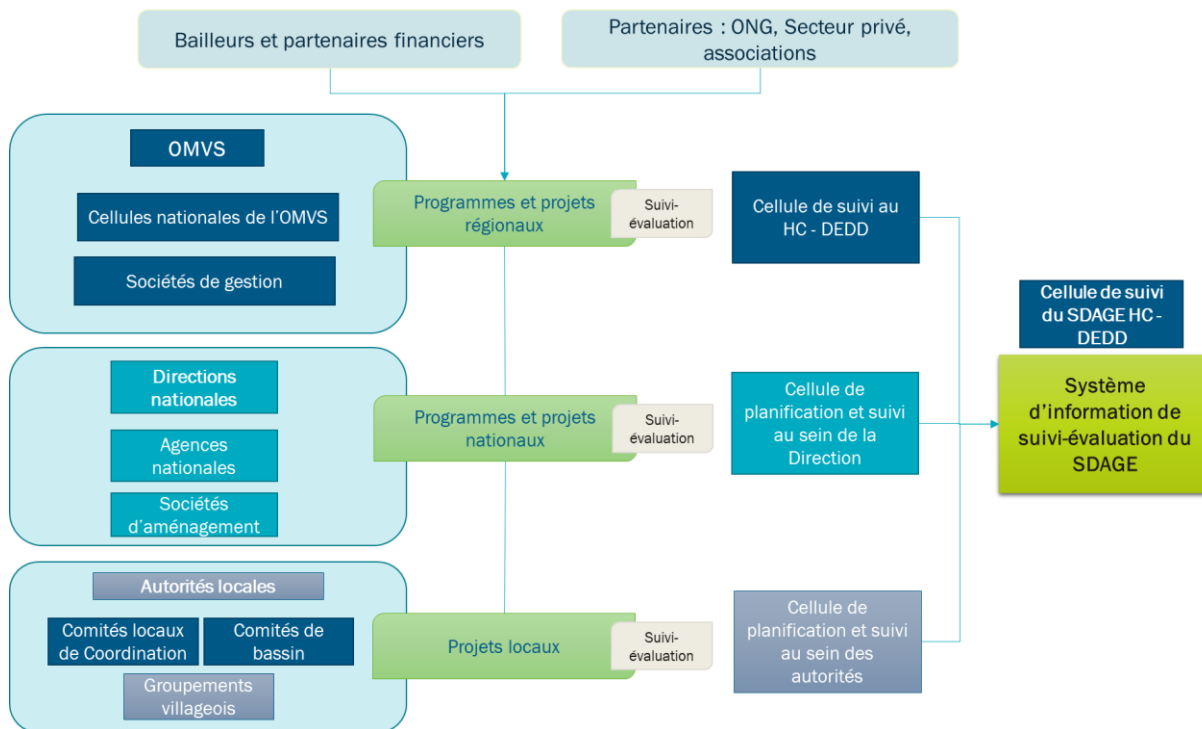 Bailleurs et partenaires financiers
Partenaires : ONG, Secteur privé,
associations
OMVS
Cellules nationales de l'OMVS
Sociétés de gestion
Programmes et projets
régionaux
Suivi-
évaluation
Cellule de suivi au
HC - DEDD
Cellule de suivi
du SDAGE HC -
DEDD
Système
d'information de
suivi-évaluation du
SDAGE
Directions
nationales
Agences
nationales
Sociétés
d'aménagement
Programmes et projets
nationaux
Suivi-
évaluation
Cellule de
planification et suivi
au sein de la
Direction
Autorités locales
Comités locaux
de Coordination
Comités de
bassin
Groupements
villageois
Projets locaux
Suivi-
évaluation
Cellule de
planification et suivi
au sein des
autorités